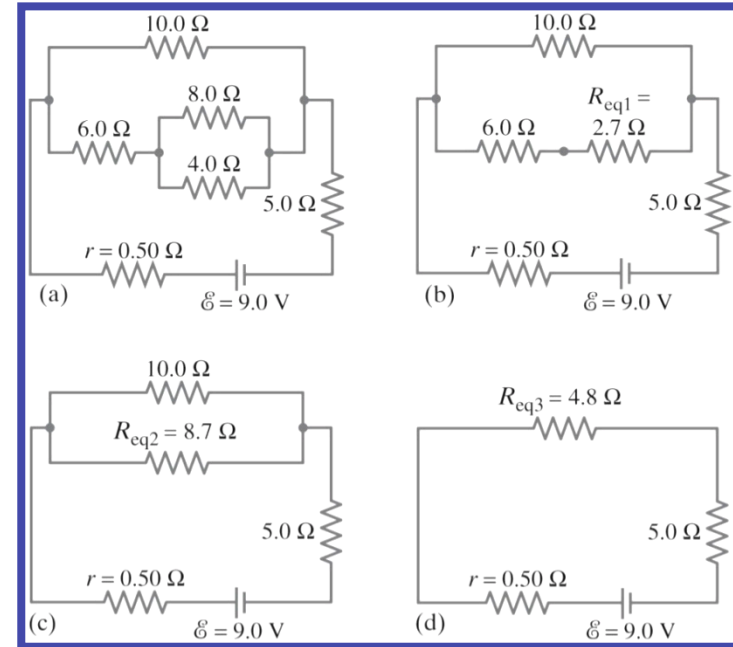 10.0 Ω
8.0 Ω
6.0 Ω
4.0 Ω
5.0 Ω
r = 0.50 Ω
(a)
ℰ = 9.0 V
10.0 Ω
R_eq1 =
6.0 Ω 2.7 Ω
5.0 Ω
r = 0.50 Ω
(b)
ℰ = 9.0 V
10.0 Ω
R_eq2 = 8.7 Ω
5.0 Ω
r = 0.50 Ω
(c)
ℰ = 9.0 V
R_eq3 = 4.8 Ω
5.0 Ω
r = 0.50 Ω
(d)
ℰ = 9.0 V